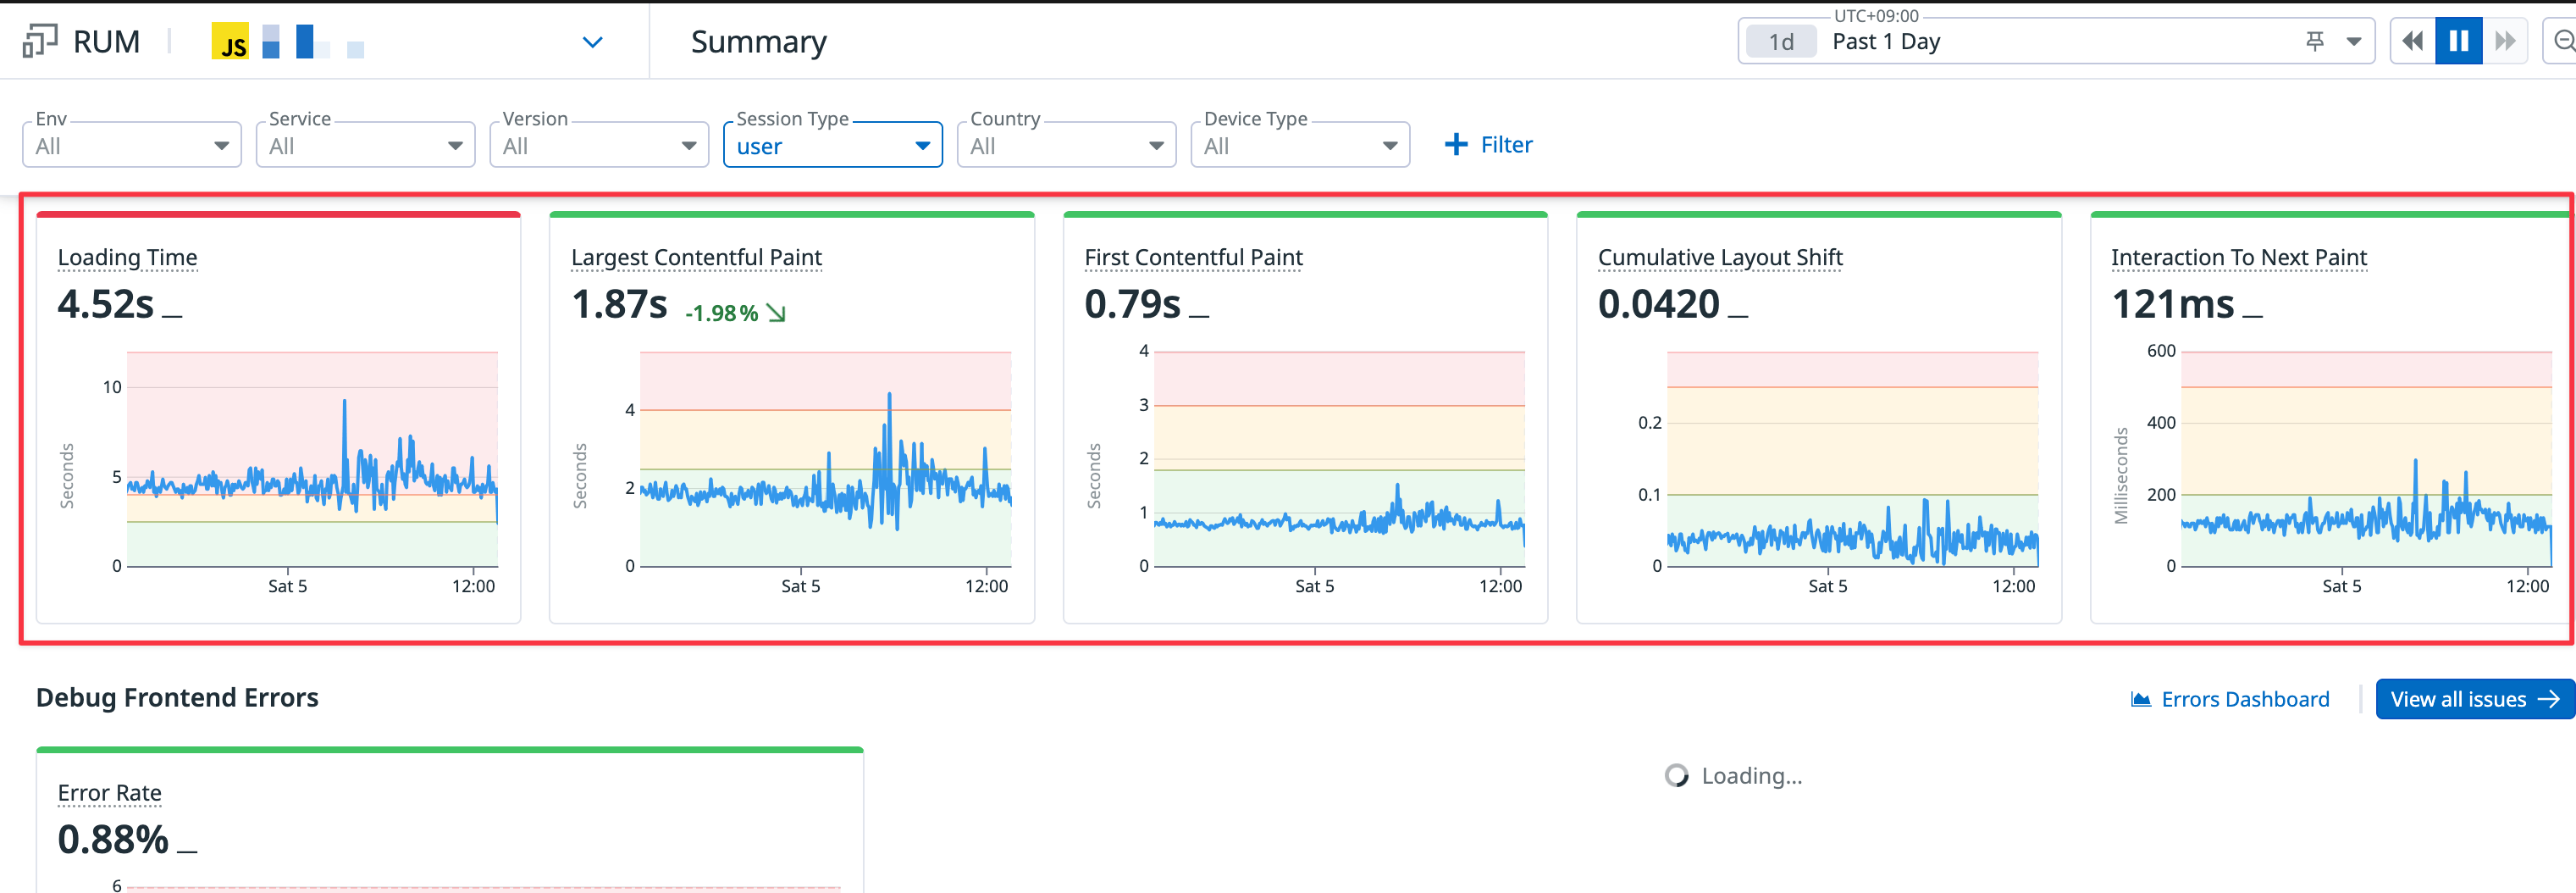 RUM
JS
Summary
UTC+09:00
1d
Past 1 Day
Env
All
Service
All
Version
All
Session Type
user
Country
All
Device Type
All
+ Filter
Loading Time
4.52s —
10
5
0
Seconds
Sat 5
12:00
Largest Contentful Paint
1.87s -1.98% ↘
4
2
0
Seconds
Sat 5
12:00
First Contentful Paint
0.79s —
4
3
2
1
0
Seconds
Sat 5
12:00
Cumulative Layout Shift
0.0420 —
0.2
0.1
0
Sat 5
12:00
Interaction To Next Paint
121ms —
600
400
200
0
Milliseconds
Sat 5
12:00
Debug Frontend Errors
Errors Dashboard
View all issues →
Error Rate
0.88% —
6
Loading...